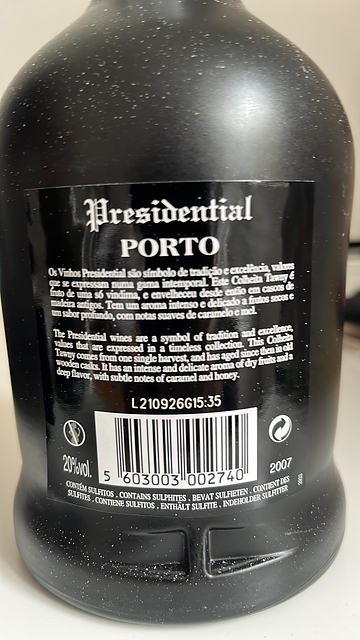 Presidential
PORTO
Os Vinhos Presidential são símbolo de tradição e excelência, valores
que se expressam numa gama intemporal. Este Colheita Tawny é
fruto de uma só vindima, e envelheceu desde então em cascos de
madeira antigos. Tem um aroma intenso e delicado a frutos secos e
um sabor profundo, com notas suaves de caramelo e mel.
The Presidential wines are a symbol of tradition and excellence,
values that are expressed in a timeless collection. This Colheita
Tawny comes from one single harvest, and has aged since then in old
wooden casks. It has an intense and delicate aroma of dry fruits and a
deep flavor, with subtle notes of caramel and honey.
L210926G15:35
20%vol.
5 603003 002740
2007
CONTÉM SULFITOS . CONTAINS SULPHITES . BEVAT SULFIETEN . CONTIENT DES
SULFITES . CONTIENE SULFITOS . ENTHÄLT SULFITE . INDEHOLDER SULFITTER